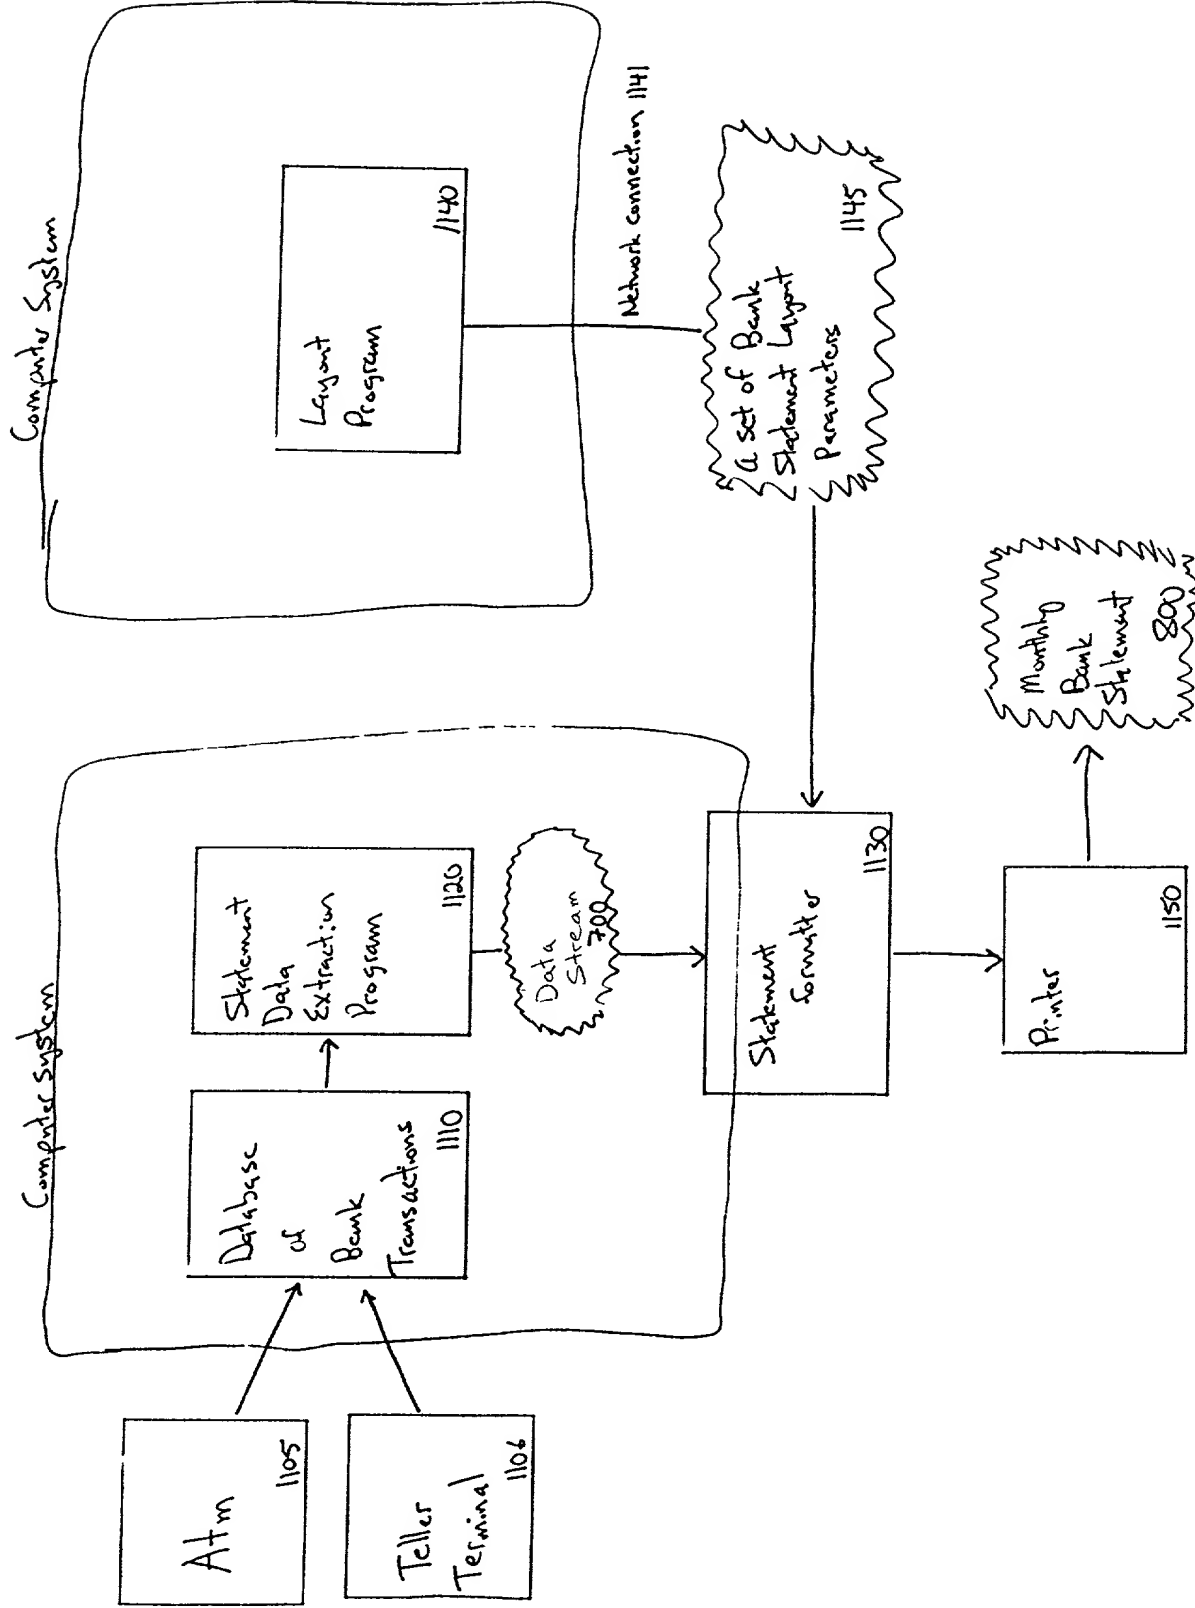 Computer System
Computer System
Atm
1105
Teller
Terminal
1106
Database
of
Bank
Transactions
1110
Statement
Data
Extraction
Program
1120
Data
Stream
700
Layout
Program
1140
Network connection 1141
A set of Bank
Statement Layout
Parameters
1145
Statement
formatter
1130
Printer
1150
Monthly
Bank
Statement
800